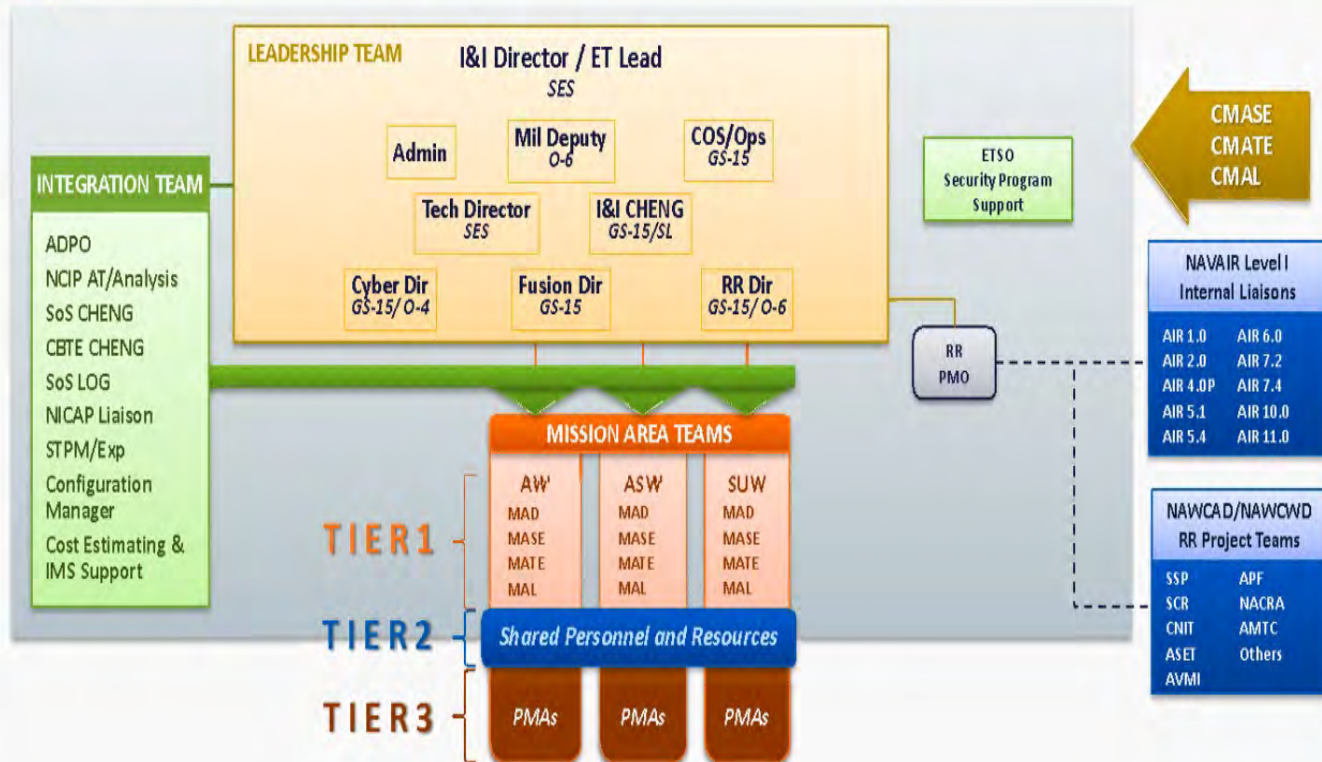 LEADERSHIP TEAM
I&I Director / ET Lead
SES
Admin
Mil Deputy
O-6
COS/Ops
GS-15
Tech Director
SES
I&I CHENG
GS-15/SL
Cyber Dir
GS-15/ O-4
Fusion Dir
GS-15
RR Dir
GS-15/ O-6
INTEGRATION TEAM
ADPO
NCIP AT/Analysis
SoS CHENG
CBTE CHENG
SoS LOG
NICAP Liaison
STPM/Exp
Configuration
Manager
Cost Estimating &
IMS Support
ETSO
Security Program
Support
CMASE
CMATE
CMAL
RR
PMO
NAVAIR Level I
Internal Liaisons
AIR 1.0 AIR 6.0
AIR 2.0 AIR 7.2
AIR 4.0P AIR 7.4
AIR 5.1 AIR 10.0
AIR 5.4 AIR 11.0
NAWCAD/NAWCWD
RR Project Teams
SSP APF
SCR NACRA
CNIT AMTC
ASET Others
AVMI
MISSION AREA TEAMS
TIER1
AW ASW SUW
MAD MAD MAD
MASE MASE MASE
MATE MATE MATE
MAL MAL MAL
TIER2
Shared Personnel and Resources
TIER3
PMAs PMAs PMAs